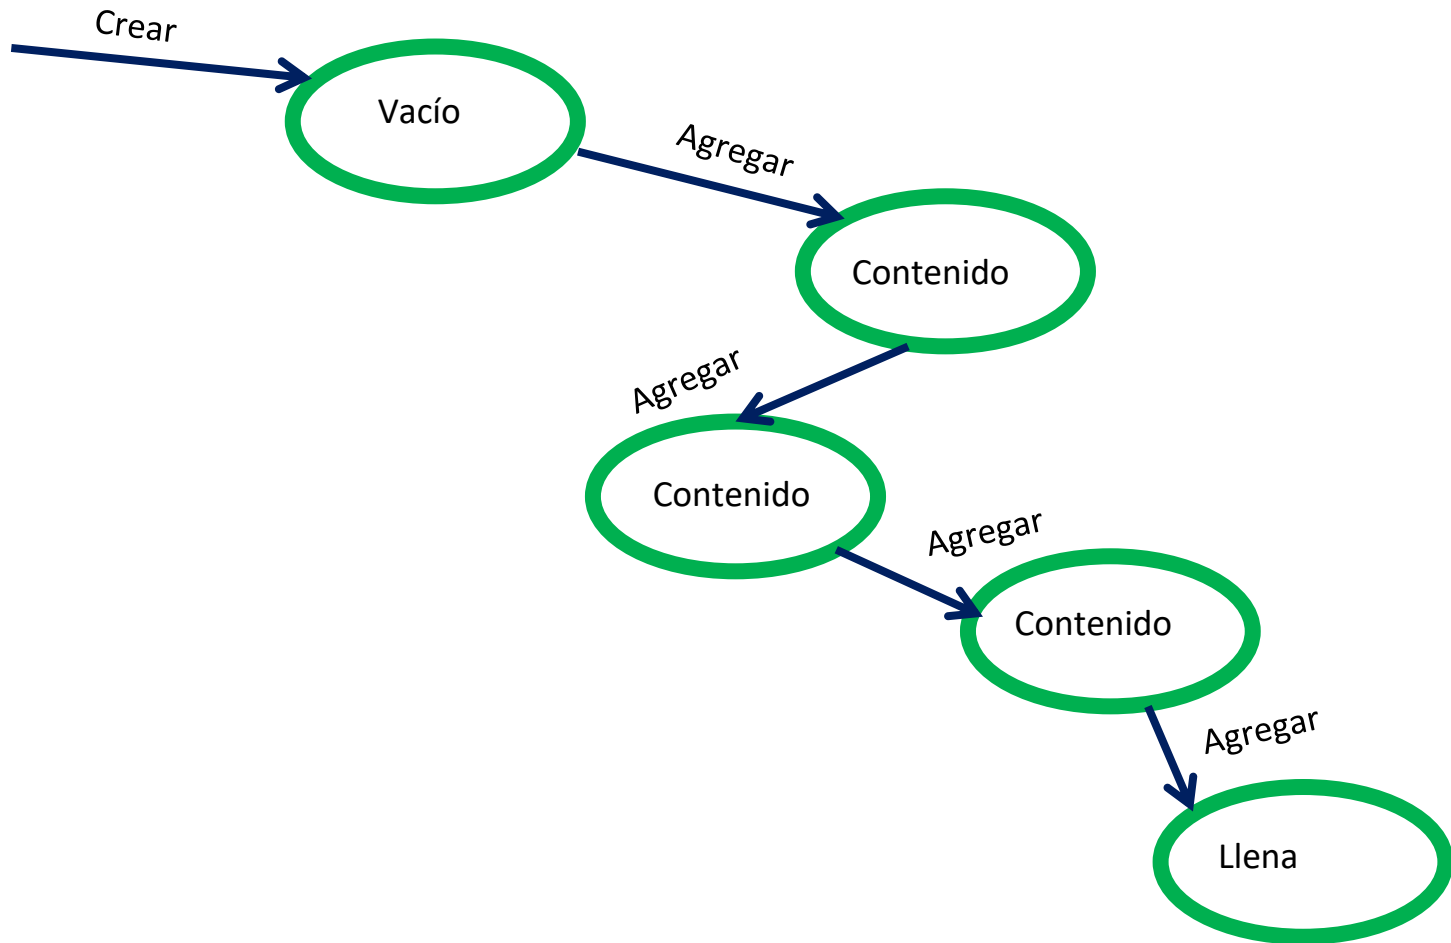 Crear
Vacío
Agregar
Contenido
Agregar
Contenido
Agregar
Contenido
Agregar
Llena